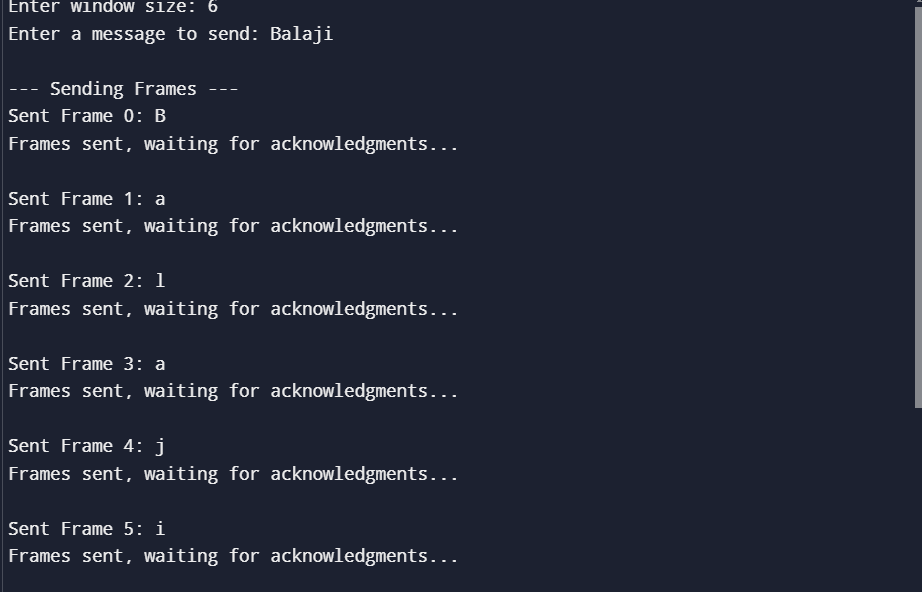 Enter window size: 6
Enter a message to send: Balaji
--- Sending Frames ---
Sent Frame 0: B
Frames sent, waiting for acknowledgments...
Sent Frame 1: a
Frames sent, waiting for acknowledgments...
Sent Frame 2: l
Frames sent, waiting for acknowledgments...
Sent Frame 3: a
Frames sent, waiting for acknowledgments...
Sent Frame 4: j
Frames sent, waiting for acknowledgments...
Sent Frame 5: i
Frames sent, waiting for acknowledgments...